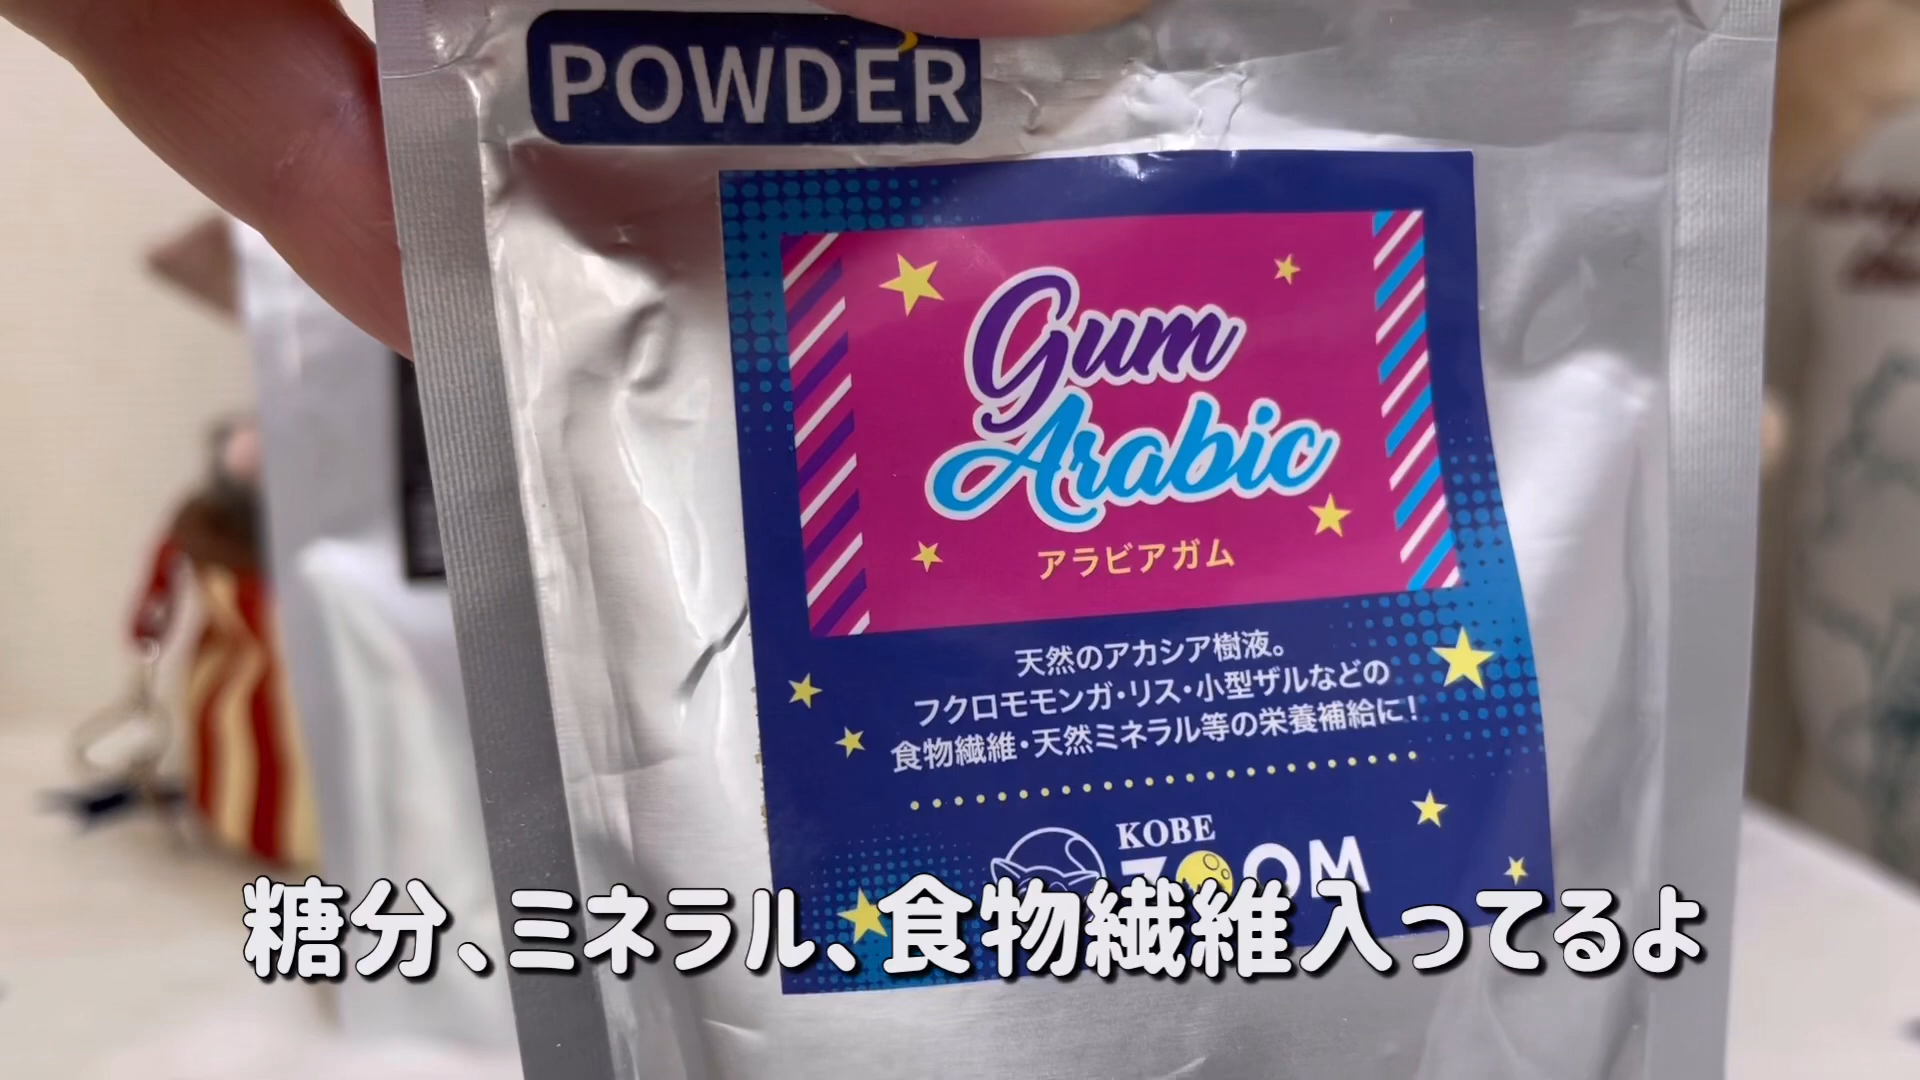 POWDER
Gum
Arabic
アラビアガム
天然のアカシア樹液。
フクロモモンガ・リス・小型ザルなどの
食物繊維・天然ミネラル等の栄養補給に!
KOBE
ZOOM
糖分、ミネラル、食物繊維入ってるよ